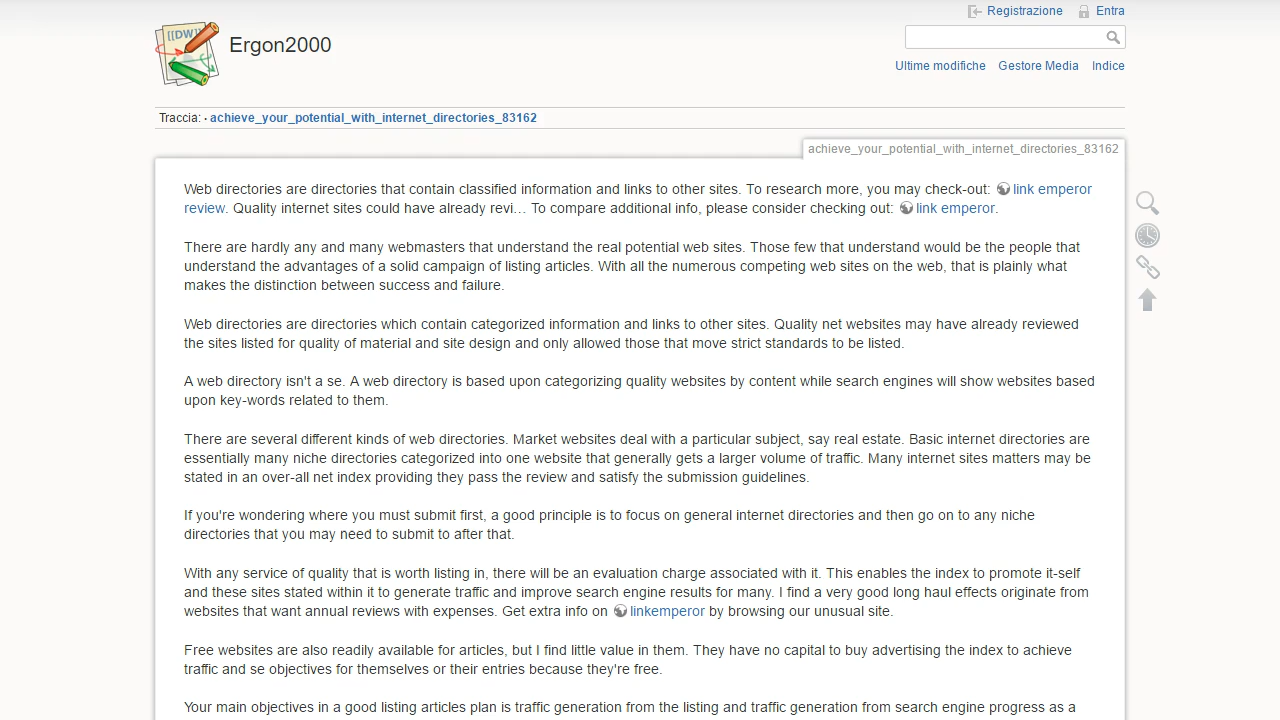 Registrazione Entra
[[DW]]
Ergon2000
Ultime modifiche Gestore Media Indice
Traccia: · achieve_your_potential_with_internet_directories_83162
achieve_your_potential_with_internet_directories_83162
Web directories are directories that contain classified information and links to other sites. To research more, you may check-out: link emperor
review. Quality internet sites could have already revi… To compare additional info, please consider checking out: link emperor.
There are hardly any and many webmasters that understand the real potential web sites. Those few that understand would be the people that
understand the advantages of a solid campaign of listing articles. With all the numerous competing web sites on the web, that is plainly what
makes the distinction between success and failure.
Web directories are directories which contain categorized information and links to other sites. Quality net websites may have already reviewed
the sites listed for quality of material and site design and only allowed those that move strict standards to be listed.
A web directory isn't a se. A web directory is based upon categorizing quality websites by content while search engines will show websites based
upon key-words related to them.
There are several different kinds of web directories. Market websites deal with a particular subject, say real estate. Basic internet directories are
essentially many niche directories categorized into one website that generally gets a larger volume of traffic. Many internet sites matters may be
stated in an over-all net index providing they pass the review and satisfy the submission guidelines.
If you're wondering where you must submit first, a good principle is to focus on general internet directories and then go on to any niche
directories that you may need to submit to after that.
With any service of quality that is worth listing in, there will be an evaluation charge associated with it. This enables the index to promote it-self
and these sites stated within it to generate traffic and improve search engine results for many. I find a very good long haul effects originate from
websites that want annual reviews with expenses. Get extra info on linkemperor by browsing our unusual site.
Free websites are also readily available for articles, but I find little value in them. They have no capital to buy advertising the index to achieve
traffic and se objectives for themselves or their entries because they're free.
Your main objectives in a good listing articles plan is traffic generation from the listing and traffic generation from search engine progress as a